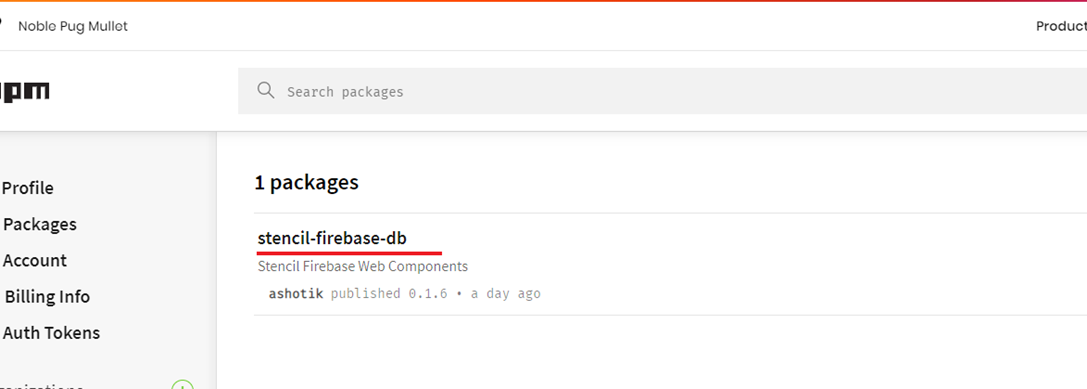 Noble Pug Mullet
Product
npm
Search packages
Profile
Packages
Account
Billing Info
Auth Tokens
1 packages
stencil-firebase-db
Stencil Firebase Web Components
ashotik published 0.1.6 • a day ago